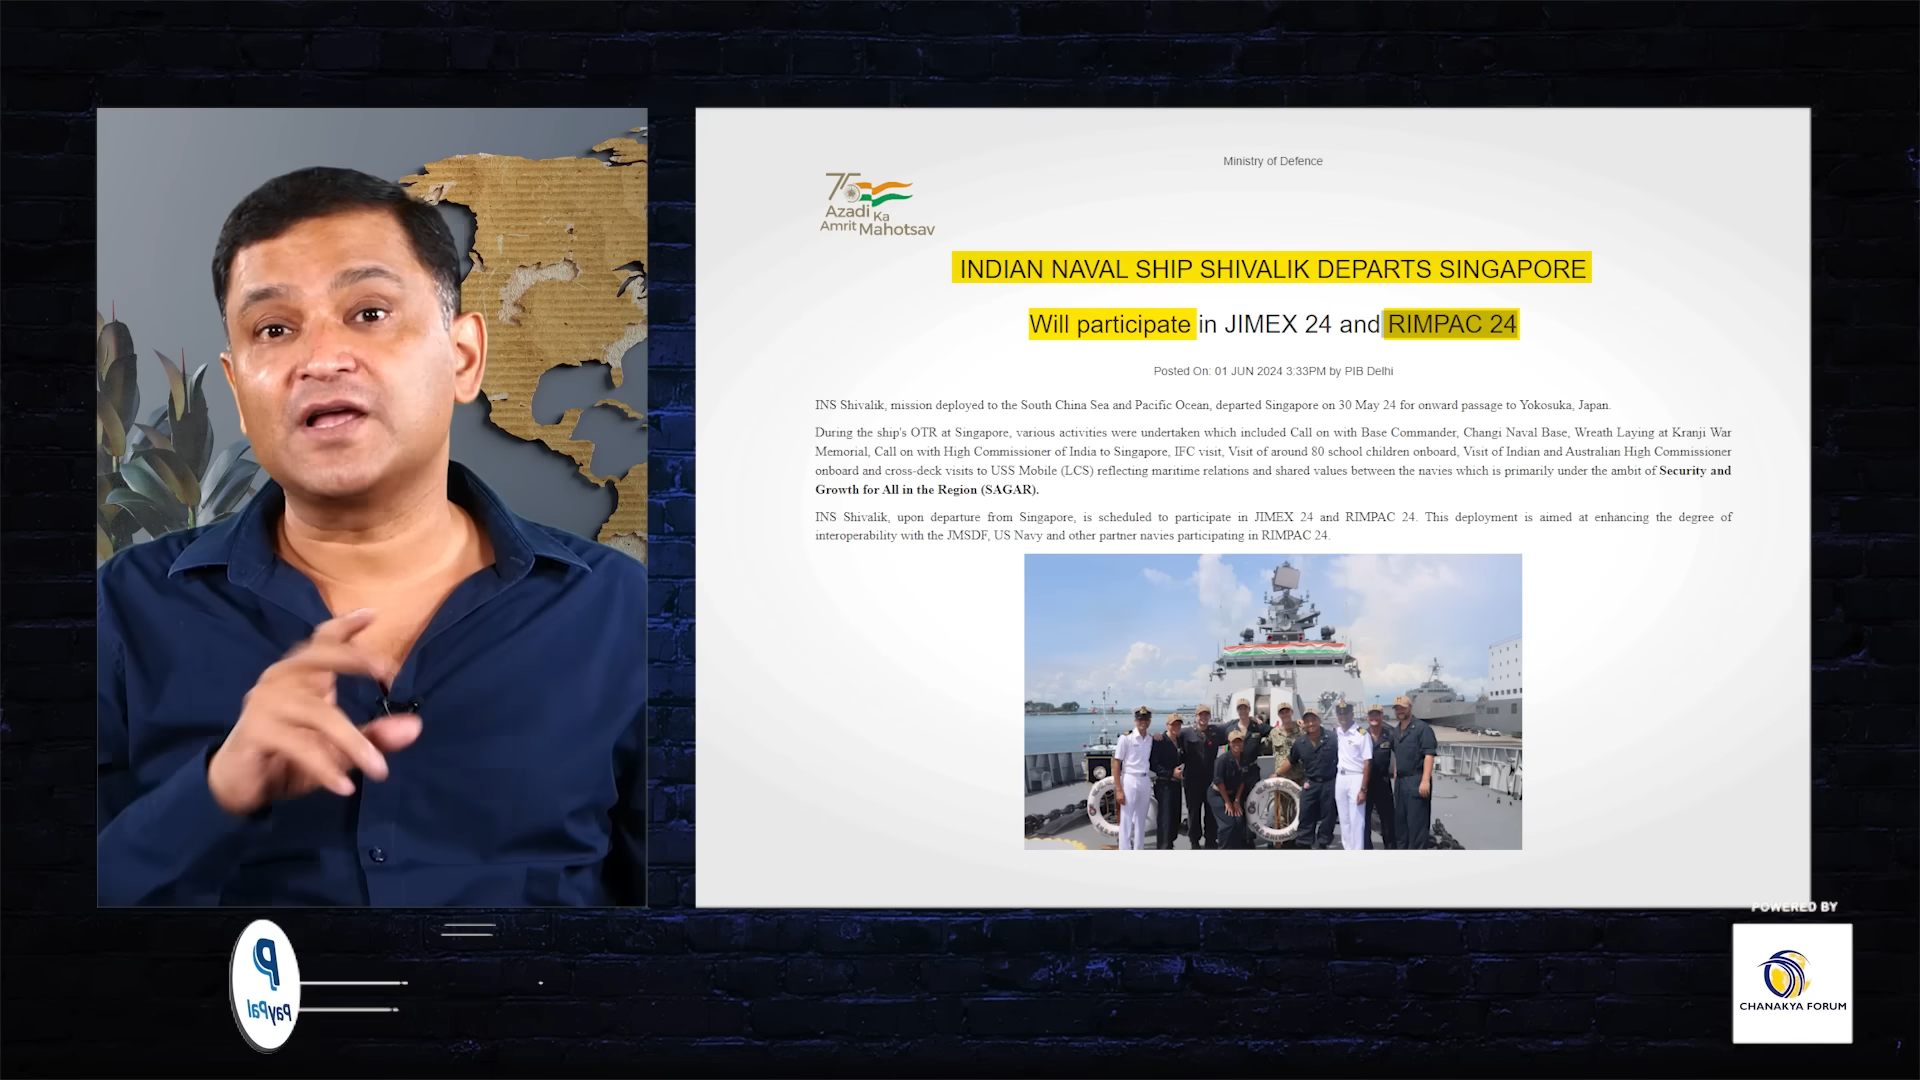 Ministry of Defence
75
Azadi Ka
Amrit Mahotsav
INDIAN NAVAL SHIP SHIVALIK DEPARTS SINGAPORE
Will participate in JIMEX 24 and RIMPAC 24
Posted On: 01 JUN 2024 3:33PM by PIB Delhi
INS Shivalik, mission deployed to the South China Sea and Pacific Ocean, departed Singapore on 30 May 24 for onward passage to Yokosuka, Japan.
During the ship's OTR at Singapore, various activities were undertaken which included Call on with Base Commander, Changi Naval Base, Wreath Laying at Kranji War
Memorial, Call on with High Commissioner of India to Singapore, IFC visit, Visit of around 80 school children onboard, Visit of Indian and Australian High Commissioner
onboard and cross-deck visits to USS Mobile (LCS) reflecting maritime relations and shared values between the navies which is primarily under the ambit of Security and
Growth for All in the Region (SAGAR).
INS Shivalik, upon departure from Singapore, is scheduled to participate in JIMEX 24 and RIMPAC 24. This deployment is aimed at enhancing the degree of
interoperability with the JMSDF, US Navy and other partner navies participating in RIMPAC 24.
PayPal
POWERED BY
CHANAKYA FORUM